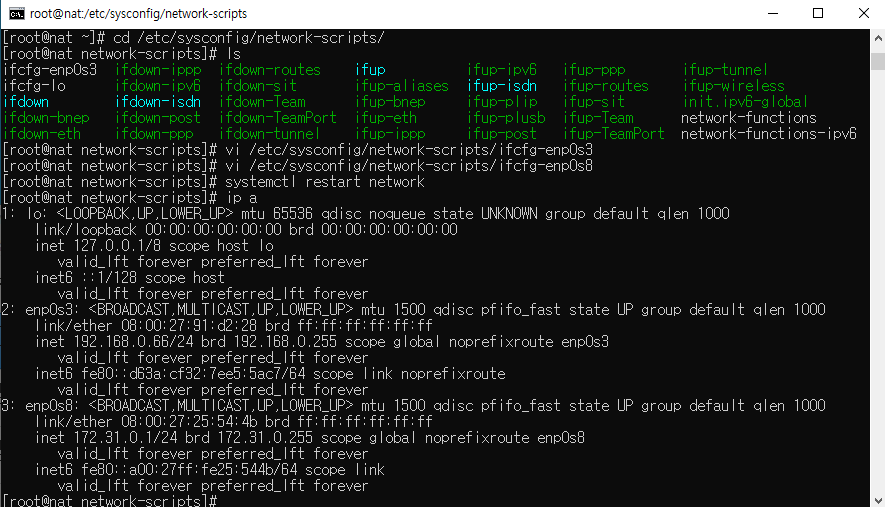 root@nat:/etc/sysconfig/network-scripts
[root@nat ~]# cd /etc/sysconfig/network-scripts/
[root@nat network-scripts]# ls
ifcfg-enp0s3 ifdown-ippp ifdown-routes ifup ifup-ipv6 ifup-ppp ifup-tunnel
ifcfg-lo ifdown-ipv6 ifdown-sit ifup-aliases ifup-isdn ifup-routes ifup-wireless
ifdown ifdown-isdn ifdown-Team ifup-bnep ifup-plip ifup-sit init.ipv6-global
ifdown-bnep ifdown-post ifdown-TeamPort ifup-eth ifup-plusb ifup-Team network-functions
ifdown-eth ifdown-ppp ifdown-tunnel ifup-ippp ifup-post ifup-TeamPort network-functions-ipv6
[root@nat network-scripts]# vi /etc/sysconfig/network-scripts/ifcfg-enp0s3
[root@nat network-scripts]# vi /etc/sysconfig/network-scripts/ifcfg-enp0s8
[root@nat network-scripts]# systemctl restart network
[root@nat network-scripts]# ip a
1: lo: <LOOPBACK,UP,LOWER_UP> mtu 65536 qdisc noqueue state UNKNOWN group default qlen 1000
link/loopback 00:00:00:00:00:00 brd 00:00:00:00:00:00
inet 127.0.0.1/8 scope host lo
valid_lft forever preferred_lft forever
inet6 ::1/128 scope host
valid_lft forever preferred_lft forever
2: enp0s3: <BROADCAST,MULTICAST,UP,LOWER_UP> mtu 1500 qdisc pfifo_fast state UP group default qlen 1000
link/ether 08:00:27:91:d2:28 brd ff:ff:ff:ff:ff:ff
inet 192.168.0.66/24 brd 192.168.0.255 scope global noprefixroute enp0s3
valid_lft forever preferred_lft forever
inet6 fe80::d63a:cf32:7ee5:5ac7/64 scope link noprefixroute
valid_lft forever preferred_lft forever
3: enp0s8: <BROADCAST,MULTICAST,UP,LOWER_UP> mtu 1500 qdisc pfifo_fast state UP group default qlen 1000
link/ether 08:00:27:25:54:4b brd ff:ff:ff:ff:ff:ff
inet 172.31.0.1/24 brd 172.31.0.255 scope global noprefixroute enp0s8
valid_lft forever preferred_lft forever
inet6 fe80::a00:27ff:fe25:544b/64 scope link
valid_lft forever preferred_lft forever
[root@nat network-scripts]#